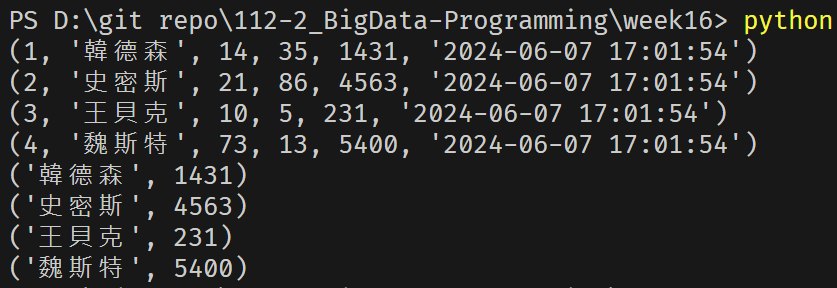 PS D:\git repo\112-2_BigData-Programming\week16> python
(1, '韓德森', 14, 35, 1431, '2024-06-07 17:01:54')
(2, '史密斯', 21, 86, 4563, '2024-06-07 17:01:54')
(3, '王貝克', 10, 5, 231, '2024-06-07 17:01:54')
(4, '魏斯特', 73, 13, 5400, '2024-06-07 17:01:54')
('韓德森', 1431)
('史密斯', 4563)
('王貝克', 231)
('魏斯特', 5400)